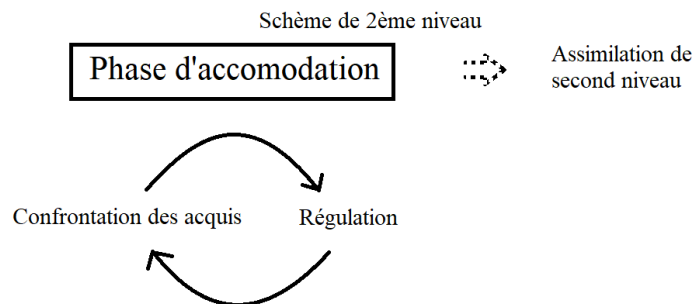 Schème de 2ème niveau
Phase d'accomodation
Assimilation de
second niveau
Confrontation des acquis
Régulation